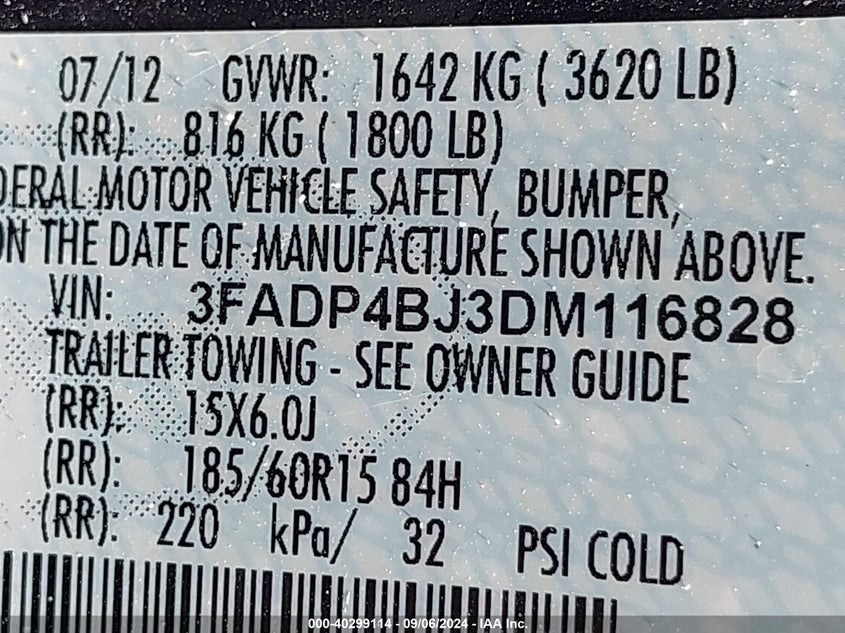 07/12 GVWR: 1642 KG ( 3620 LB)
(RR): 816 KG ( 1800 LB)
DERAL MOTOR VEHICLE SAFETY, BUMPER,
ON THE DATE OF MANUFACTURE SHOWN ABOVE.
VIN: 3FADP4BJ3DM116828
TRAILER TOWING - SEE OWNER GUIDE
(RR): 15X6.0J
(RR): 185/60R15 84H
(RR): 220 kPa/ 32 PSI COLD
000-40299114 - 09/06/2024 - IAA Inc.